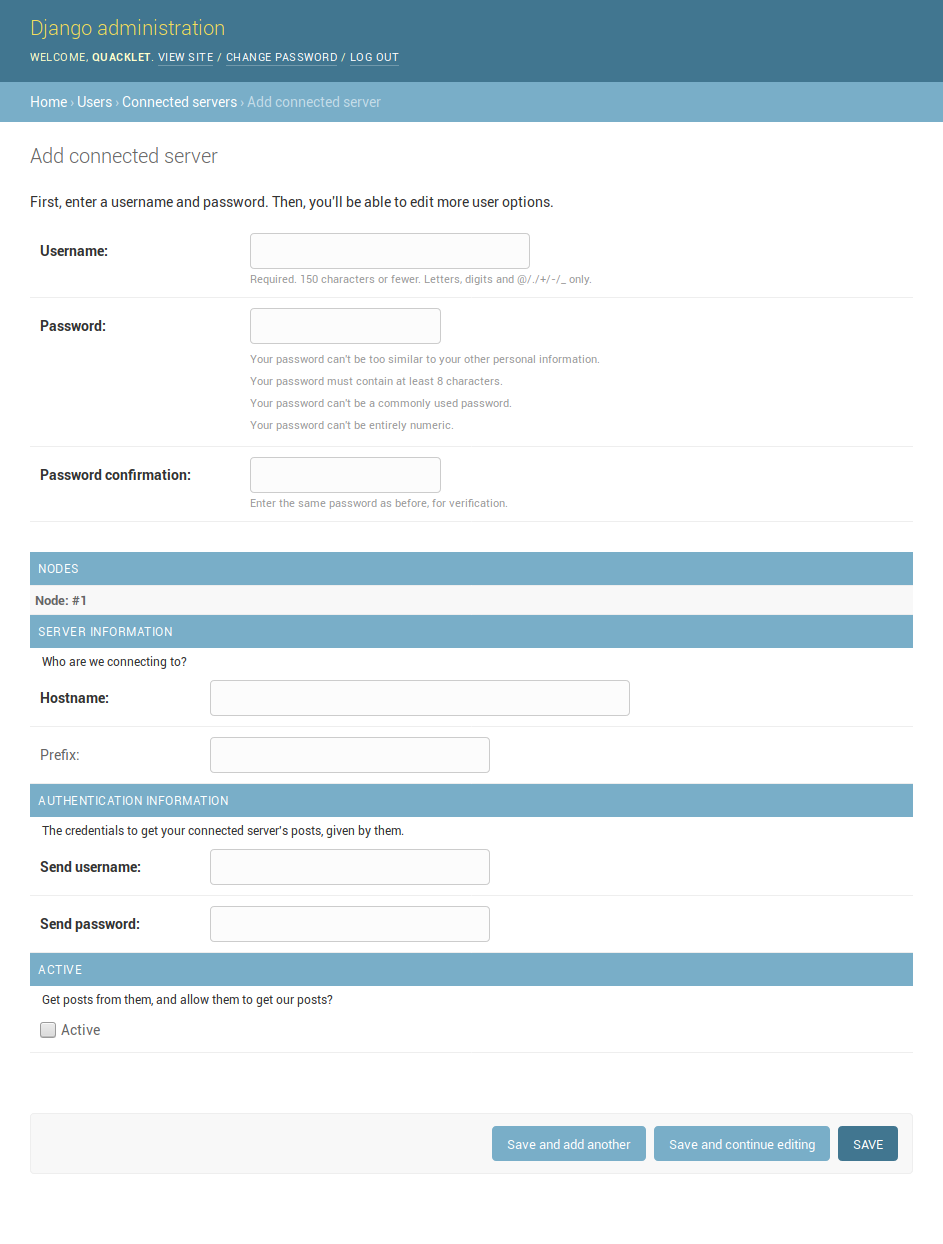 Django administration
WELCOME, QUACKLET. VIEW SITE / CHANGE PASSWORD / LOG OUT
Home › Users › Connected servers › Add connected server
Add connected server
First, enter a username and password. Then, you'll be able to edit more user options.
Username:
Required. 150 characters or fewer. Letters, digits and @/./+/-/_ only.
Password:
Your password can't be too similar to your other personal information.
Your password must contain at least 8 characters.
Your password can't be a commonly used password.
Your password can't be entirely numeric.
Password confirmation:
Enter the same password as before, for verification.
NODES
Node: #1
SERVER INFORMATION
Who are we connecting to?
Hostname:
Prefix:
AUTHENTICATION INFORMATION
The credentials to get your connected server's posts, given by them.
Send username:
Send password:
ACTIVE
Get posts from them, and allow them to get our posts?
Active
Save and add another Save and continue editing SAVE